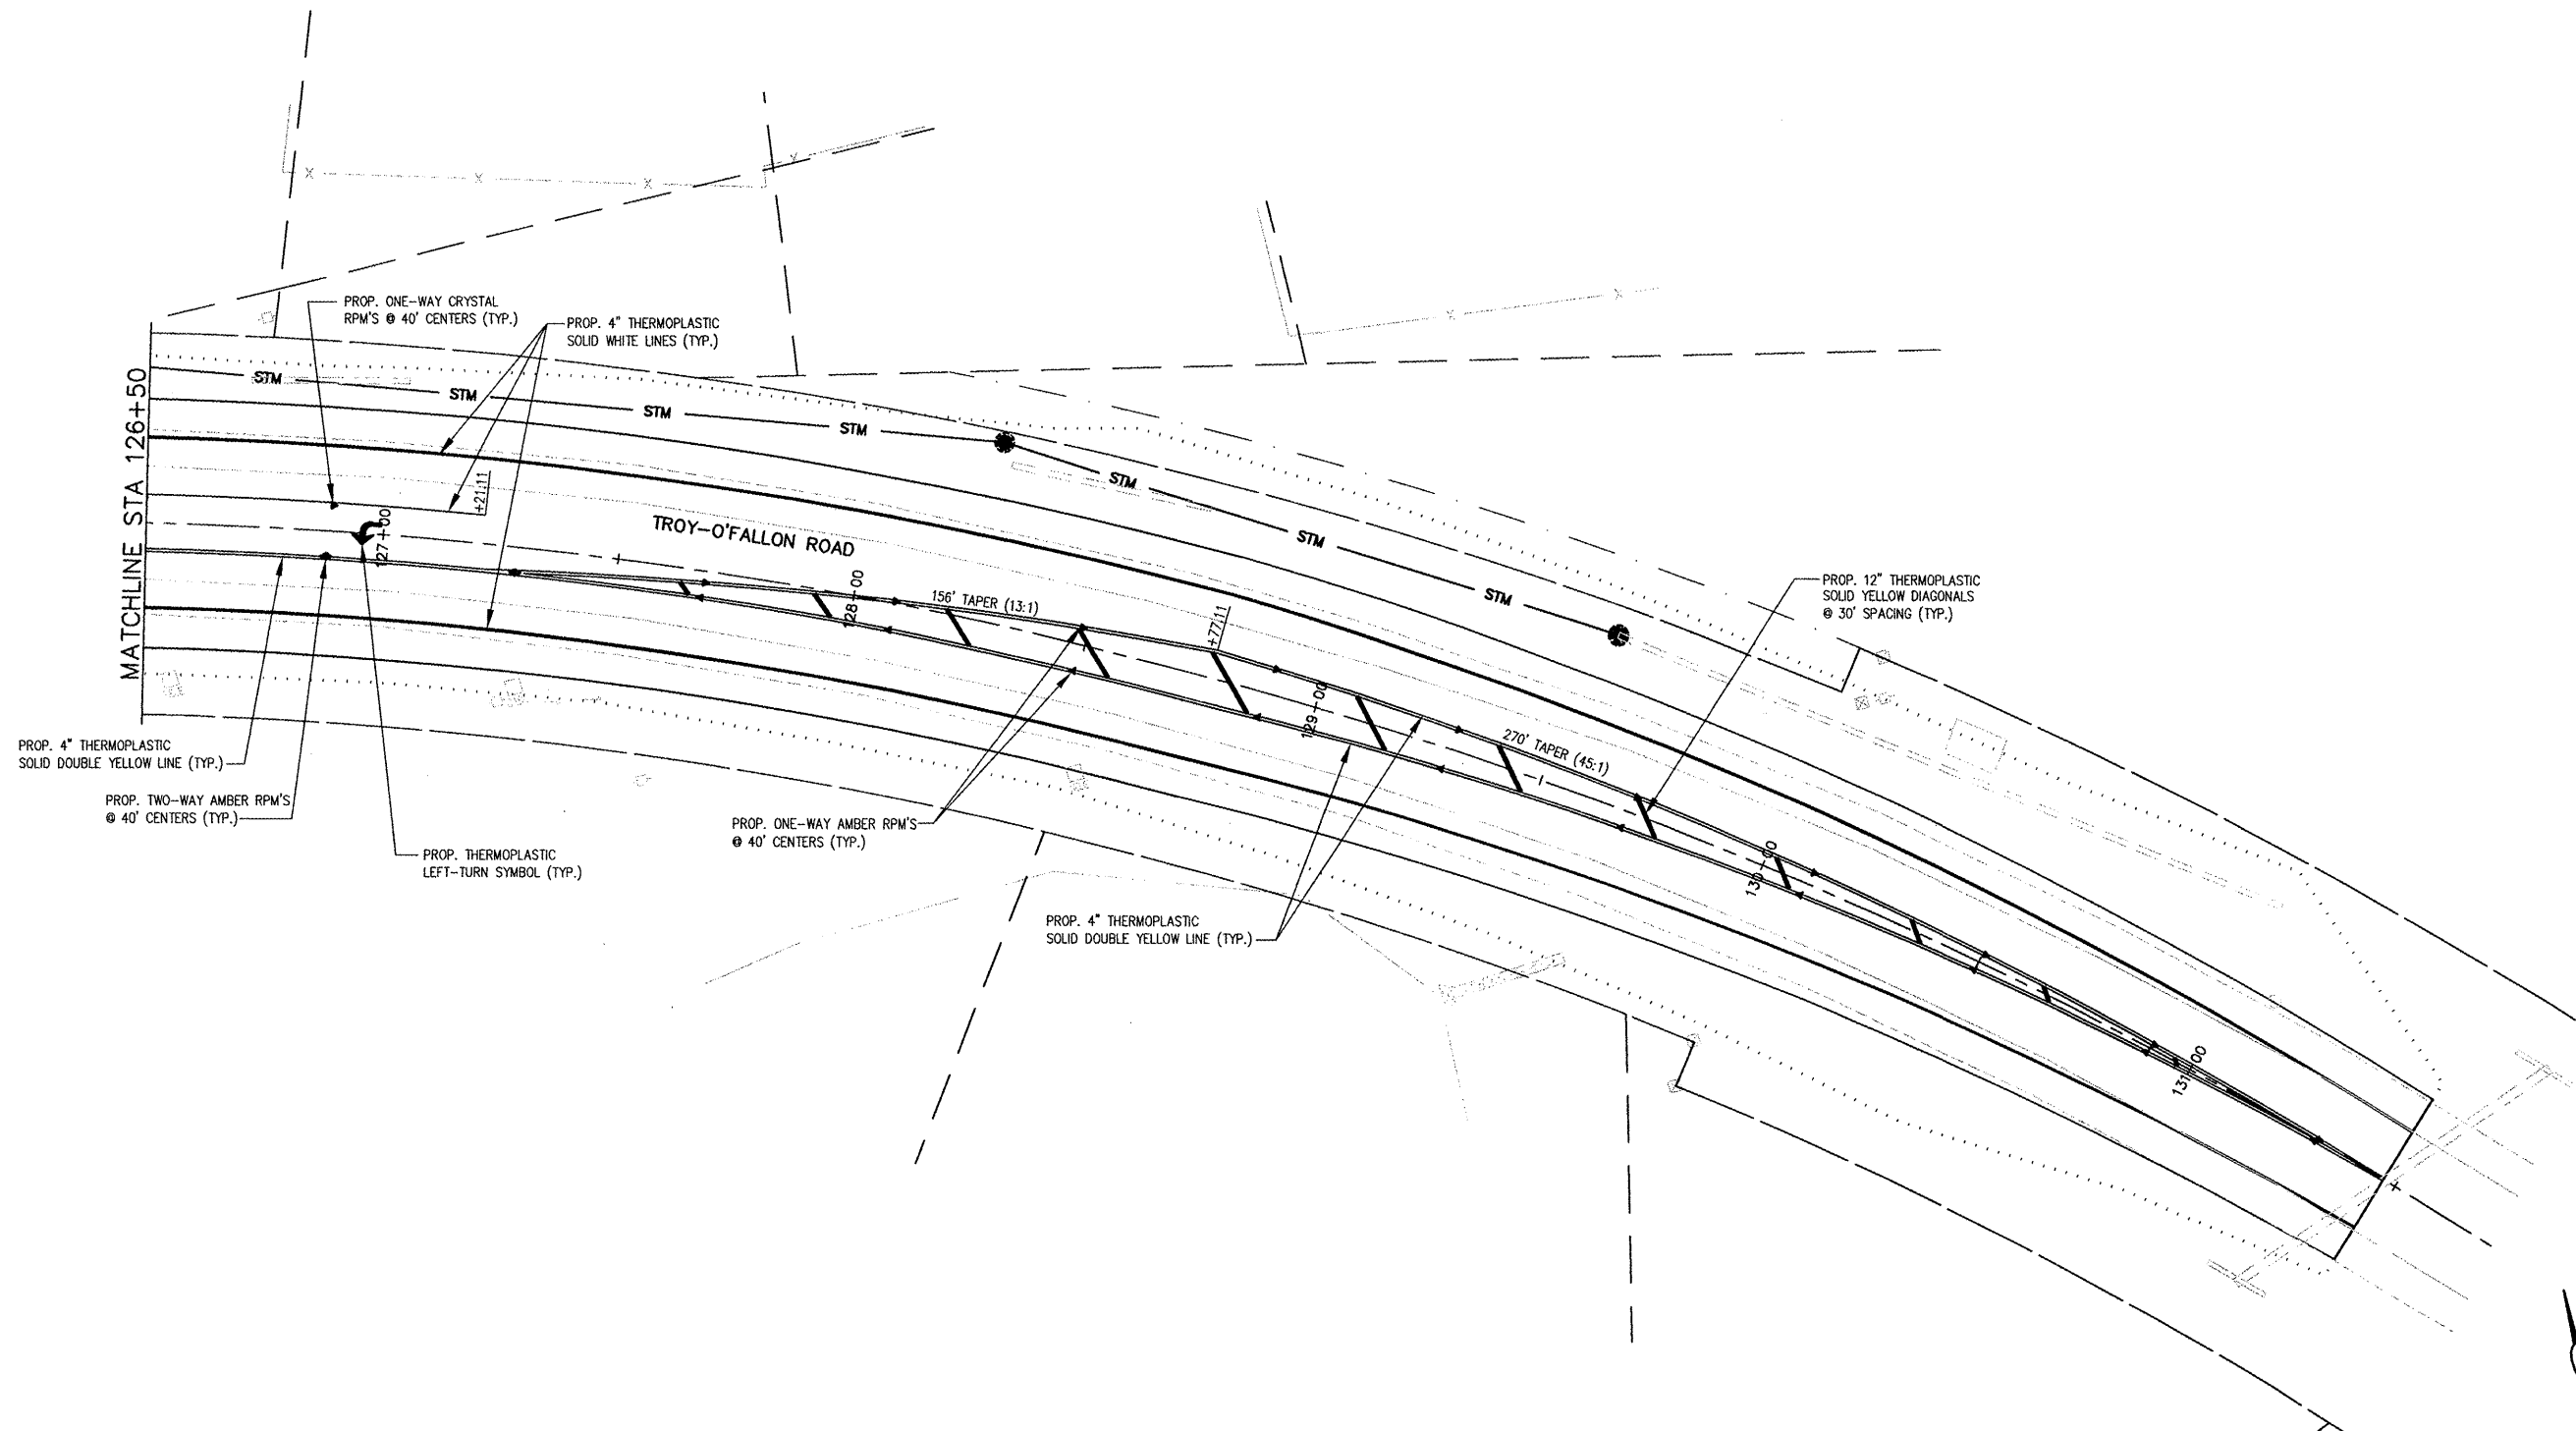 PROP. ONE-WAY CRYSTAL
RPM'S @ 40' CENTERS (TYP.)
PROP. 4" THERMOPLASTIC
SOLID WHITE LINES (TYP.)
MATCHLINE STA 126+50
STM
STM
STM
STM
STM
STM
STM
+21.11
127+00
TROY-O'FALLON ROAD
128+00
156' TAPER (13:1)
+77.11
129+00
270' TAPER (45:1)
PROP. 12" THERMOPLASTIC
SOLID YELLOW DIAGONALS
@ 30' SPACING (TYP.)
130+00
131+00
PROP. 4" THERMOPLASTIC
SOLID DOUBLE YELLOW LINE (TYP.)
PROP. TWO-WAY AMBER RPM'S
@ 40' CENTERS (TYP.)
PROP. THERMOPLASTIC
LEFT-TURN SYMBOL (TYP.)
PROP. ONE-WAY AMBER RPM'S
@ 40' CENTERS (TYP.)
PROP. 4" THERMOPLASTIC
SOLID DOUBLE YELLOW LINE (TYP.)